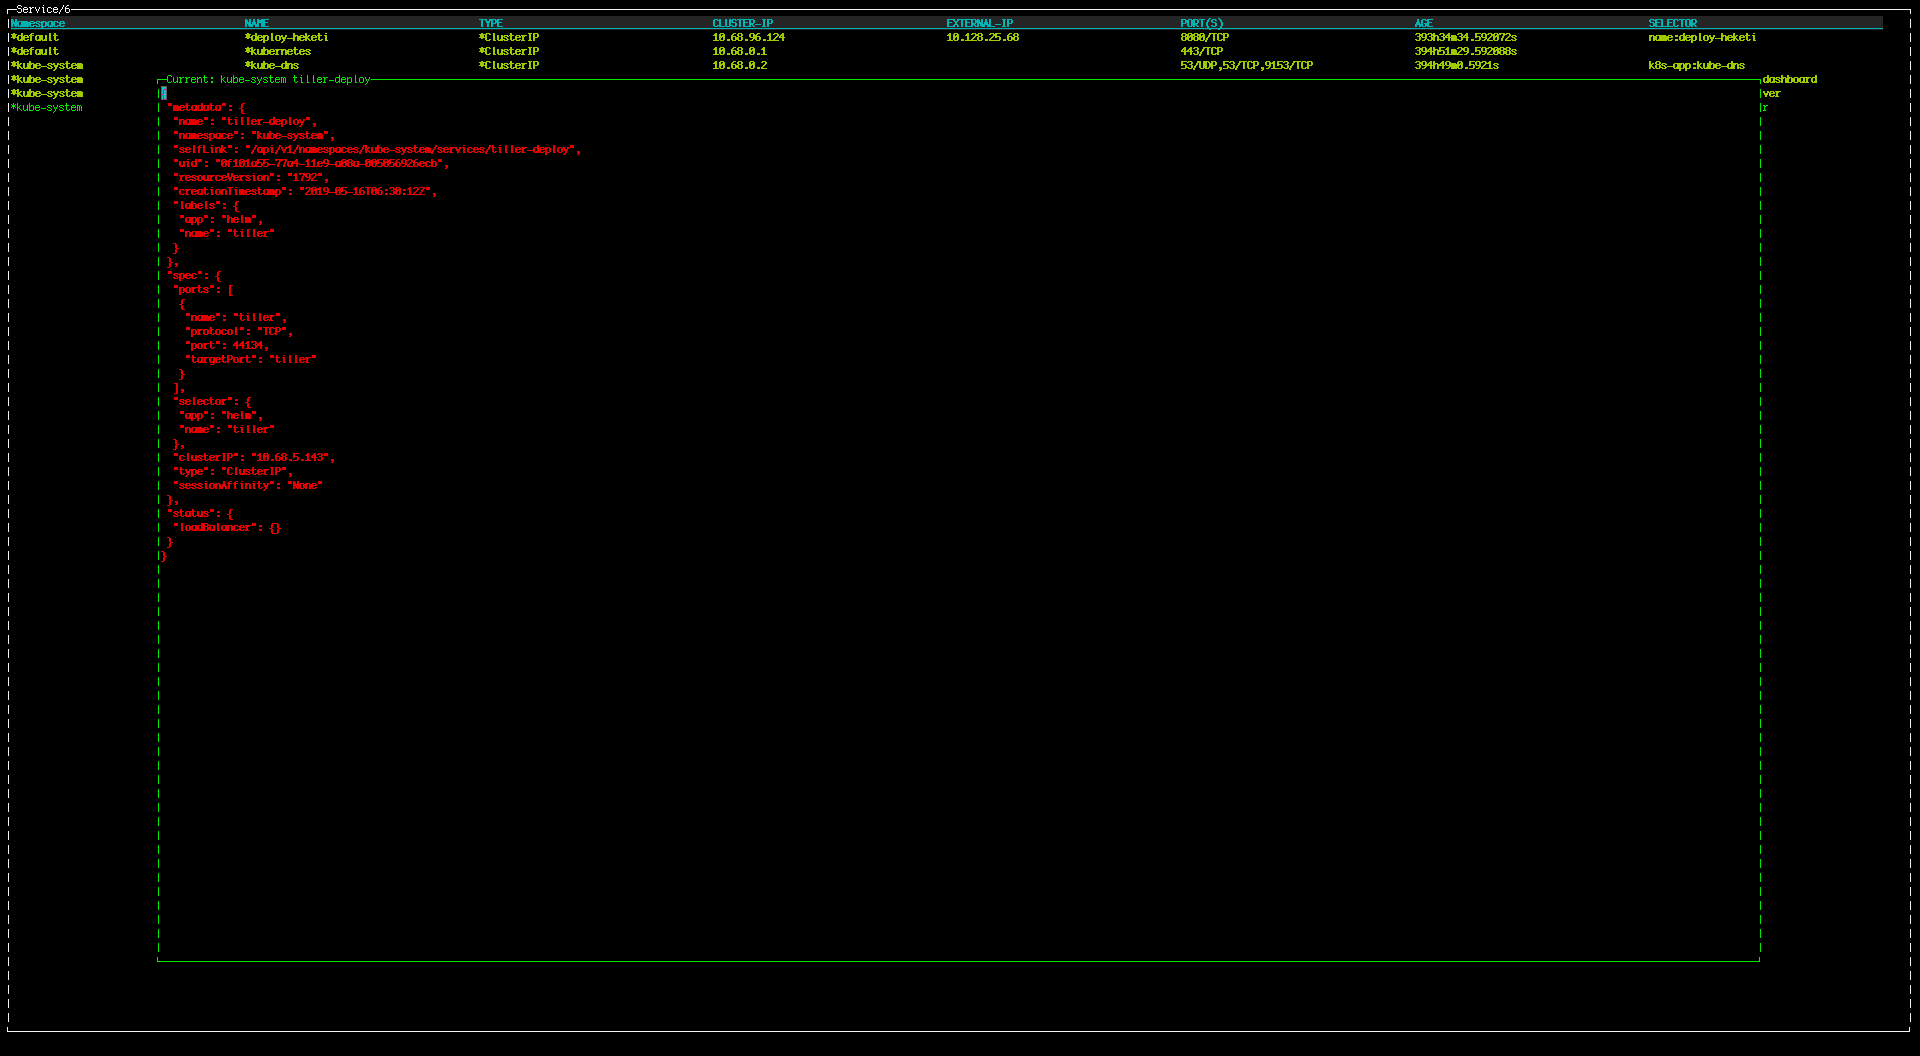 Service/6
Namespace NAME TYPE CLUSTER-IP EXTERNAL-IP PORT(S) AGE SELECTOR
*default *deploy-heketi *ClusterIP 10.68.96.124 10.128.25.68 8080/TCP 393h34m34.592072s name:deploy-heketi
*default *kubernetes *ClusterIP 10.68.0.1 443/TCP 394h51m29.592088s
*kube-system *kube-dns *ClusterIP 10.68.0.2 53/UDP,53/TCP,9153/TCP 394h49m0.5921s k8s-app:kube-dns
*kube-system Current: kube-system tiller-deploy dashboard
*kube-system { ver
*kube-system "metadata": { r
"name": "tiller-deploy",
"namespace": "kube-system",
"selfLink": "/api/v1/namespaces/kube-system/services/tiller-deploy",
"uid": "0f101a55-77a4-11e9-a08a-005056926ecb",
"resourceVersion": "1792",
"creationTimestamp": "2019-05-16T06:30:12Z",
"labels": {
"app": "helm",
"name": "tiller"
}
},
"spec": {
"ports": [
{
"name": "tiller",
"protocol": "TCP",
"port": 44134,
"targetPort": "tiller"
}
],
"selector": {
"app": "helm",
"name": "tiller"
},
"clusterIP": "10.68.5.143",
"type": "ClusterIP",
"sessionAffinity": "None"
},
"status": {
"loadBalancer": {}
}
}